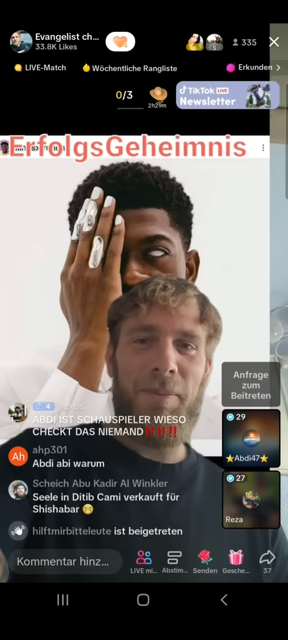 Evangelist ch...
33.8K Likes
335
LIVE-Match
Wöchentliche Rangliste
Erkunden >
0/3
2h29m
TikTok LIVE
Newsletter
ErfolgsGeheimnis
Anfrage
zum
Beitreten
4
ABDI IST SCHAUSPIELER WIESO
CHECKT DAS NIEMAND‼️‼️‼️
29
⭐Abdi47⭐
Ah
ahp301
Abdi abi warum
Scheich Abu Kadir Al Winkler
Seele in Ditib Cami verkauft für
Shishabar 😁
27
Reza
hilftmirbitteleute ist beigetreten
Kommentar hinz...
LIVE mi...
Abstim...
Senden
Gesche...
37